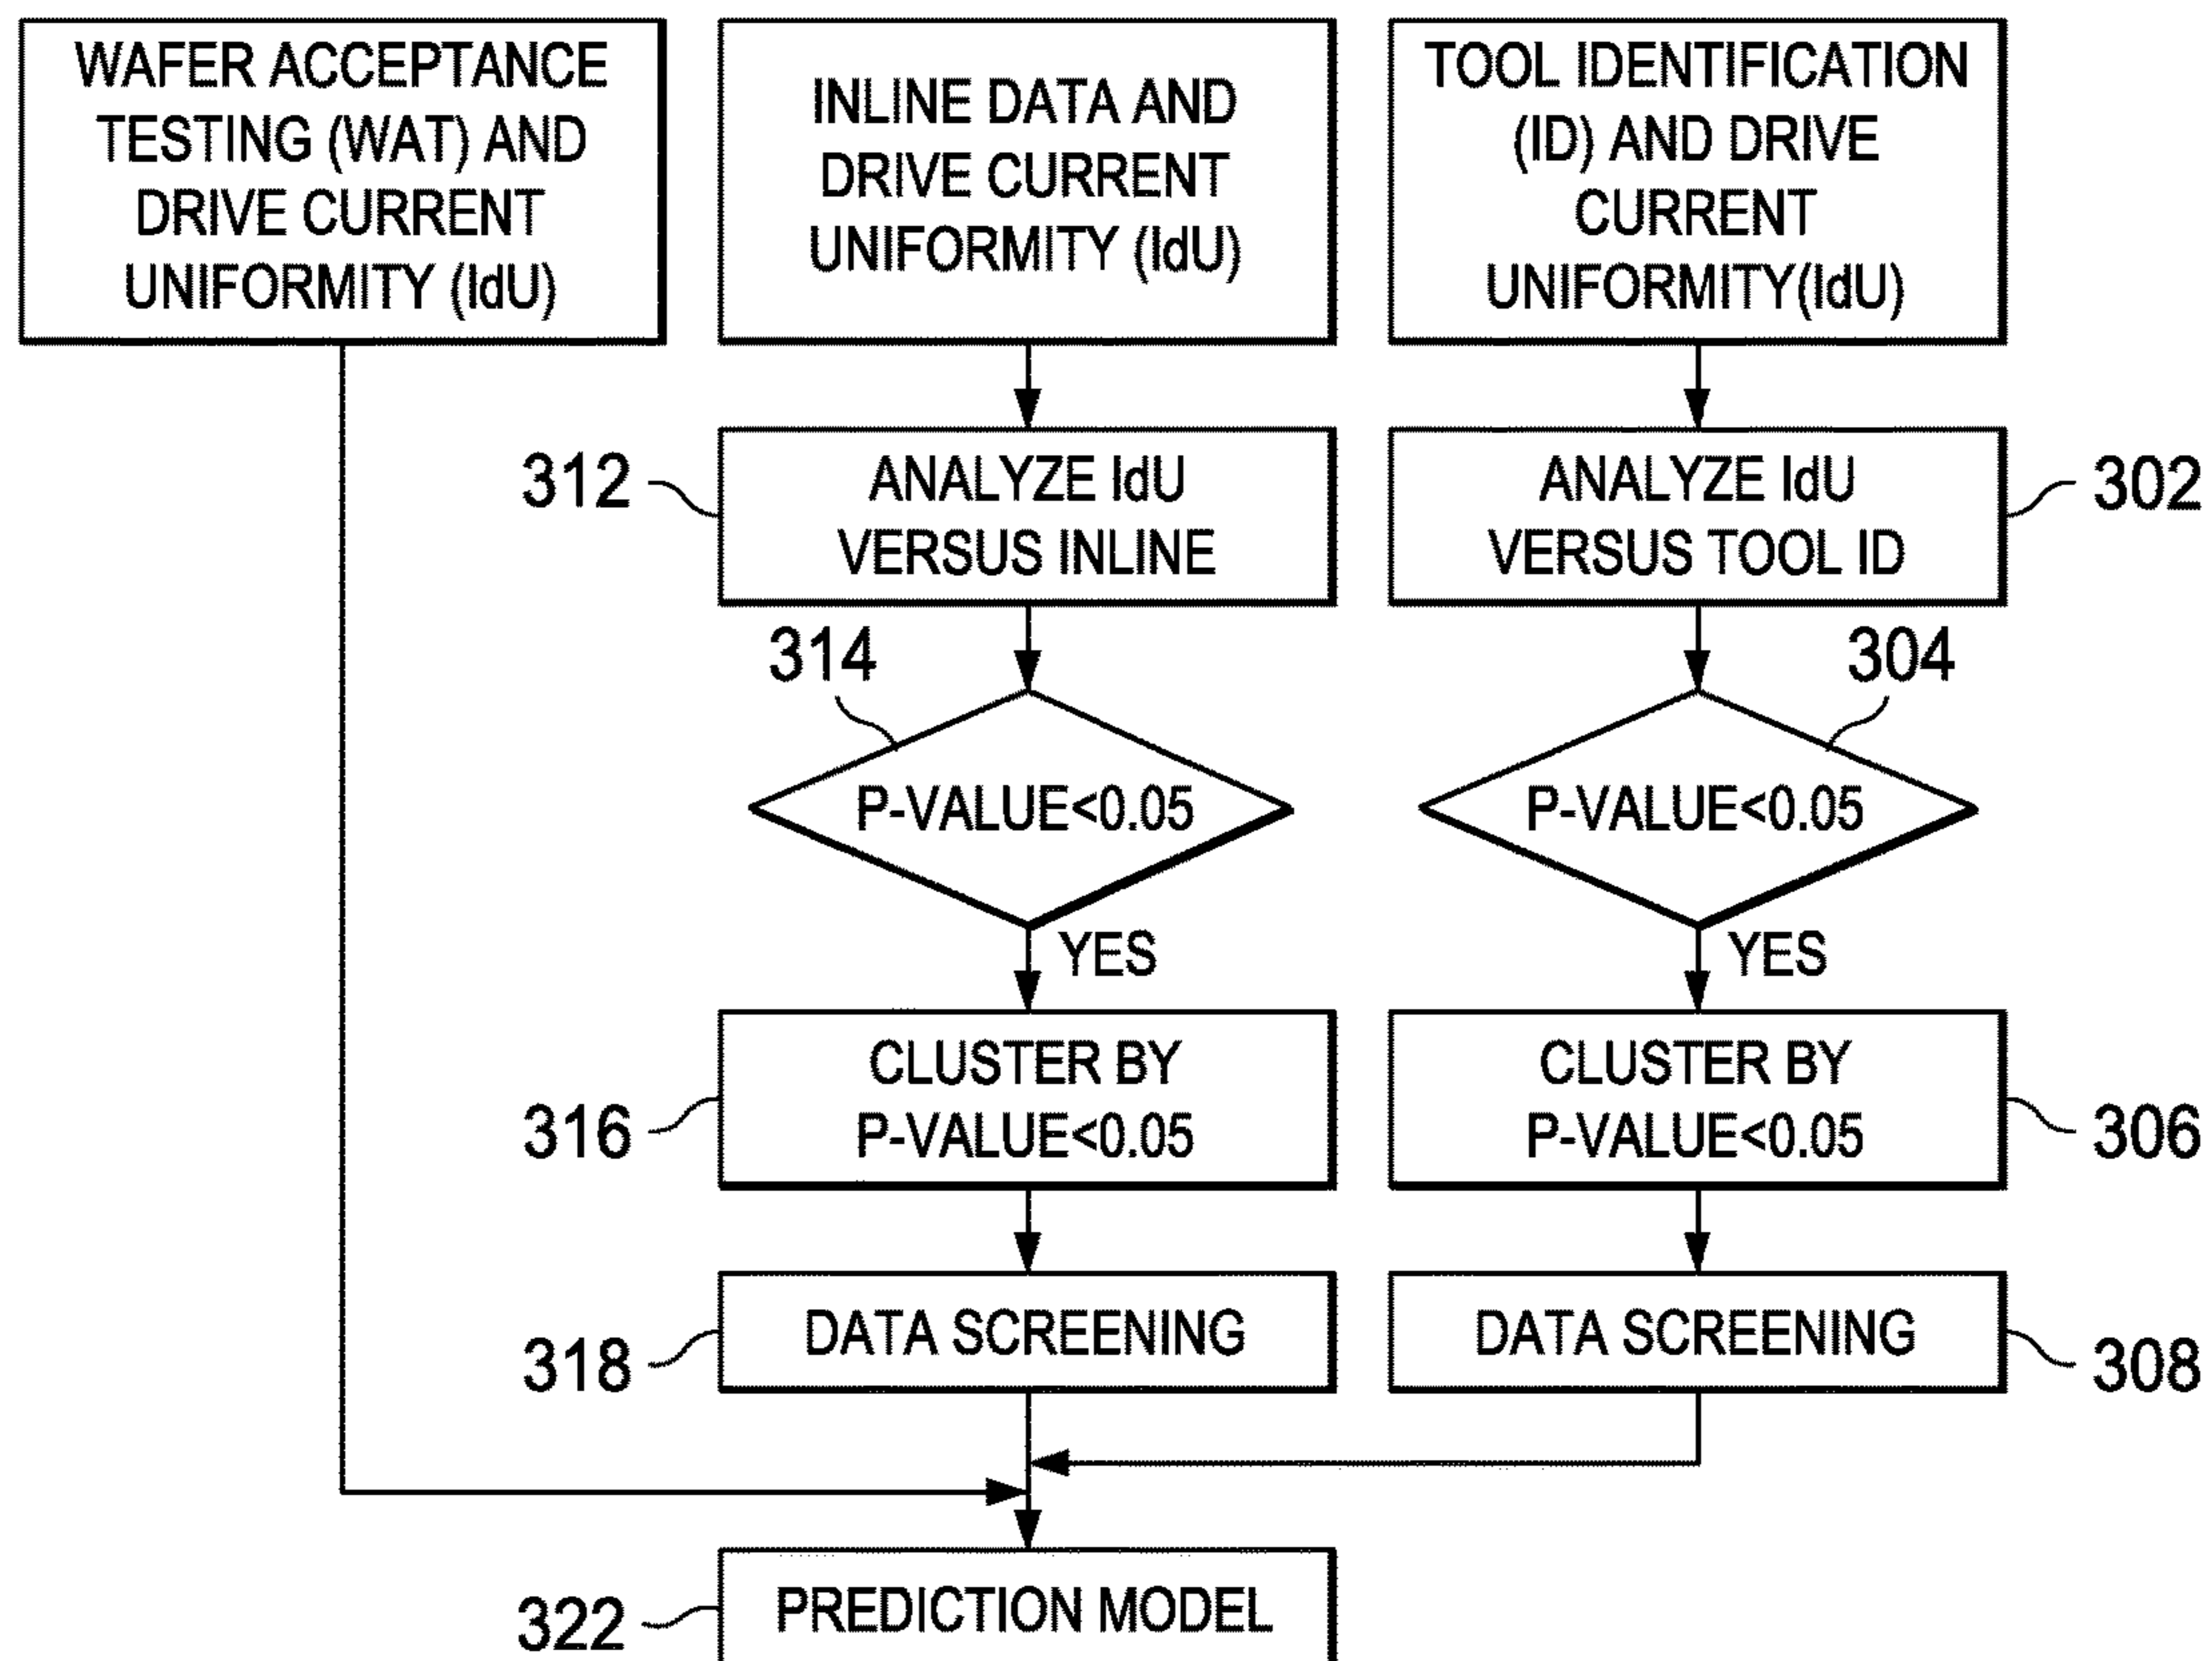 WAFER ACCEPTANCE
TESTING (WAT) AND
DRIVE CURRENT
UNIFORMITY (IdU)
INLINE DATA AND
DRIVE CURRENT
UNIFORMITY (IdU)
TOOL IDENTIFICATION
(ID) AND DRIVE
CURRENT
UNIFORMITY(IdU)
312
ANALYZE IdU
VERSUS INLINE
ANALYZE IdU
VERSUS TOOL ID
302
314
P-VALUE<0.05
YES
304
P-VALUE<0.05
YES
316
CLUSTER BY
P-VALUE<0.05
CLUSTER BY
P-VALUE<0.05
306
318
DATA SCREENING
DATA SCREENING
308
322
PREDICTION MODEL